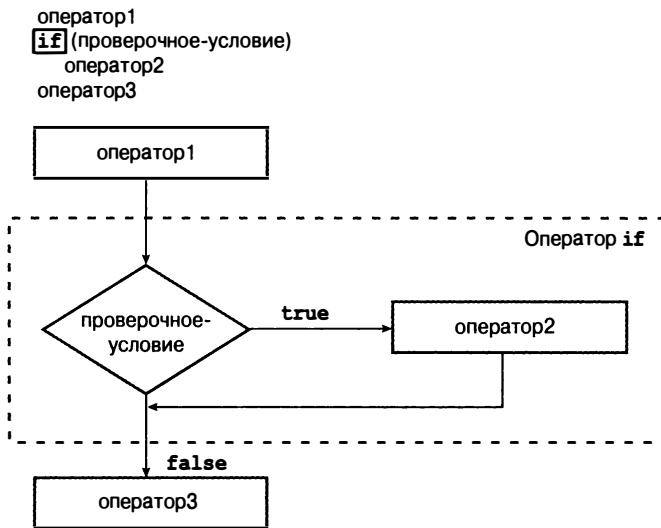 оператор1
if (проверочное-условие)
оператор2
оператор3
оператор1
Оператор if
проверочное-
условие
true
оператор2
false
оператор3